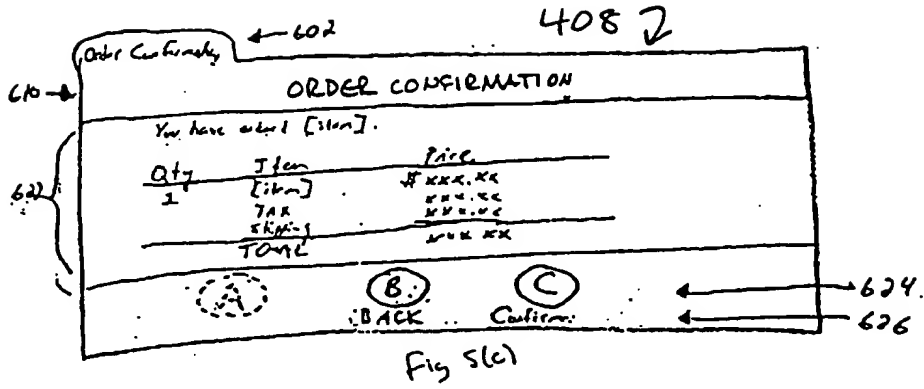 408
Order Confirmation 602
610 ORDER CONFIRMATION
You have [item].
Qty Item Price
1 [item] $ xxx.xx
TAX xxx.xx
shipping xxx.xx
TOTAL xxx.xx
622
A B C 624
BACK Confirm 626
Fig 5(c)